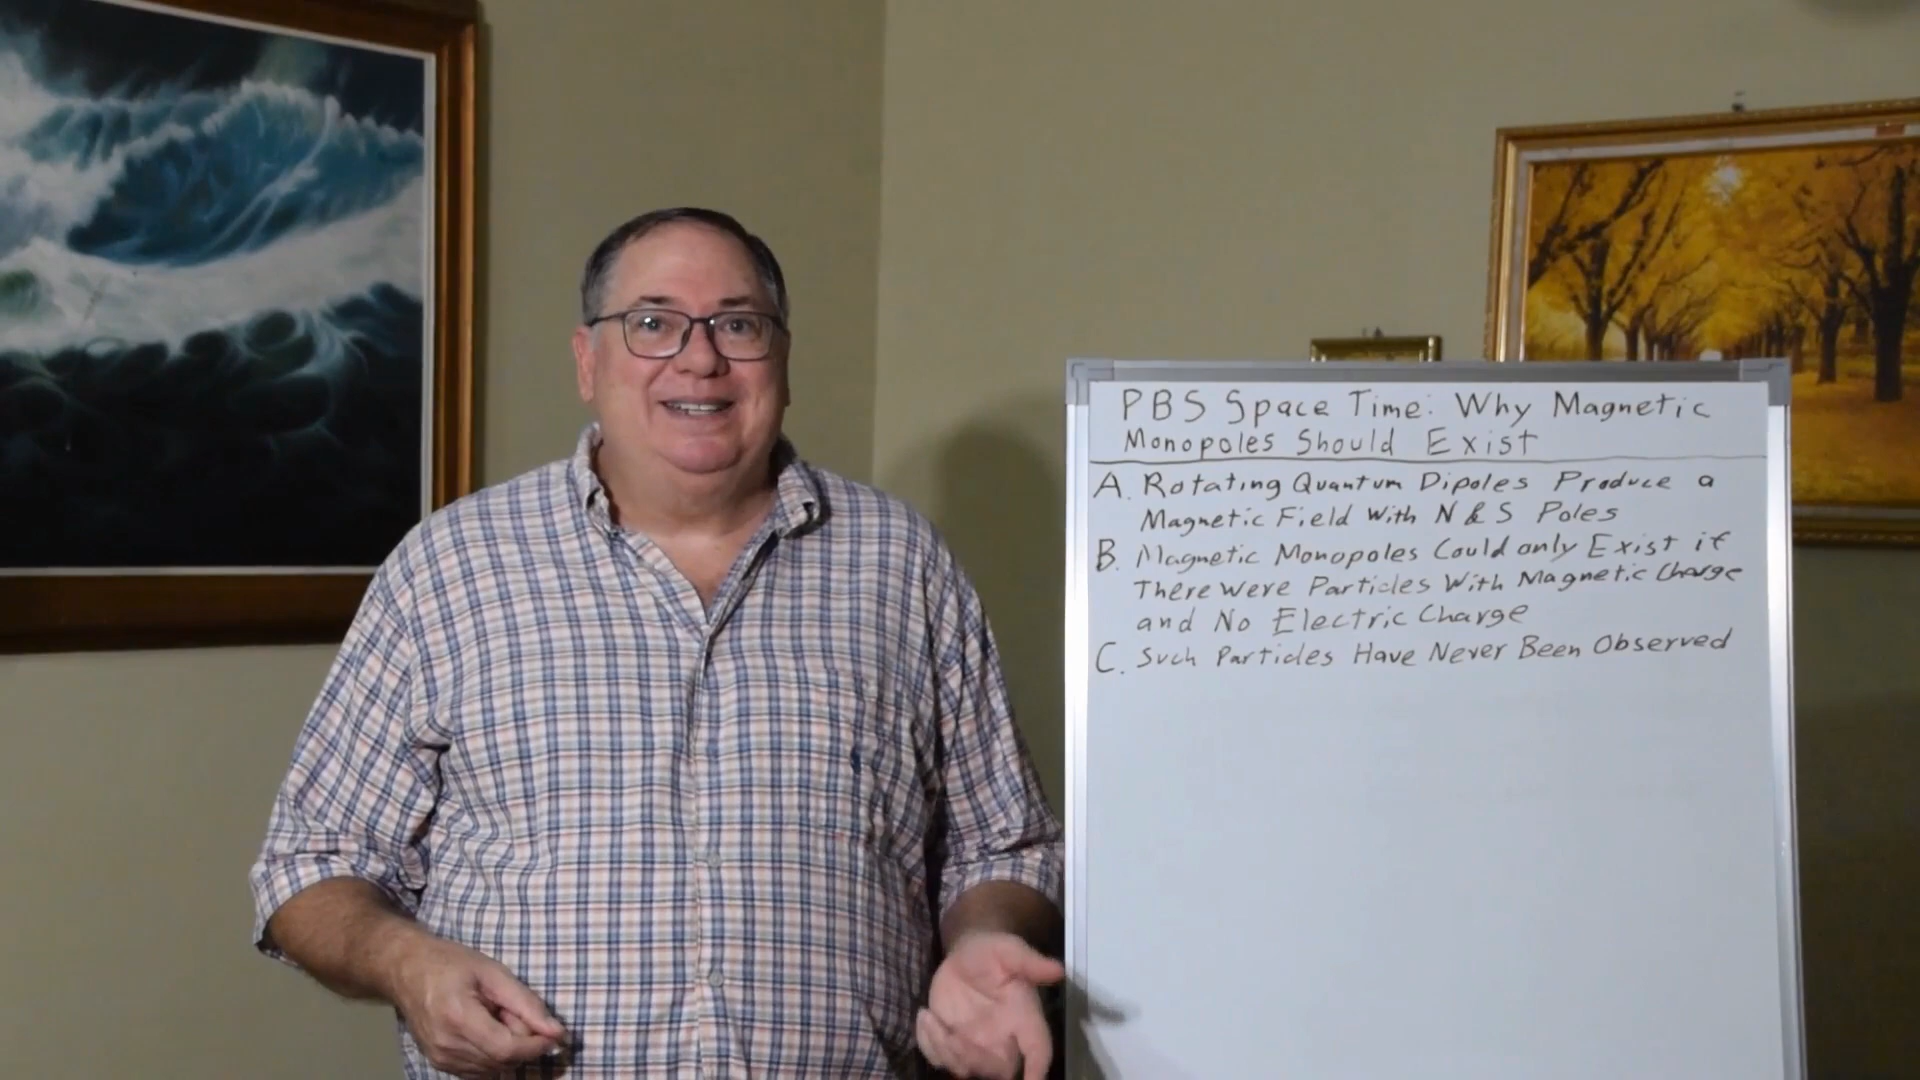 PBS Space Time: Why Magnetic
Monopoles Should Exist
A. Rotating Quantum Dipoles Produce a
Magnetic Field With N & S Poles
B. Magnetic Monopoles Could only Exist if
There Were Particles With Magnetic Charge
and No Electric Charge
C. Such Particles Have Never Been Observed